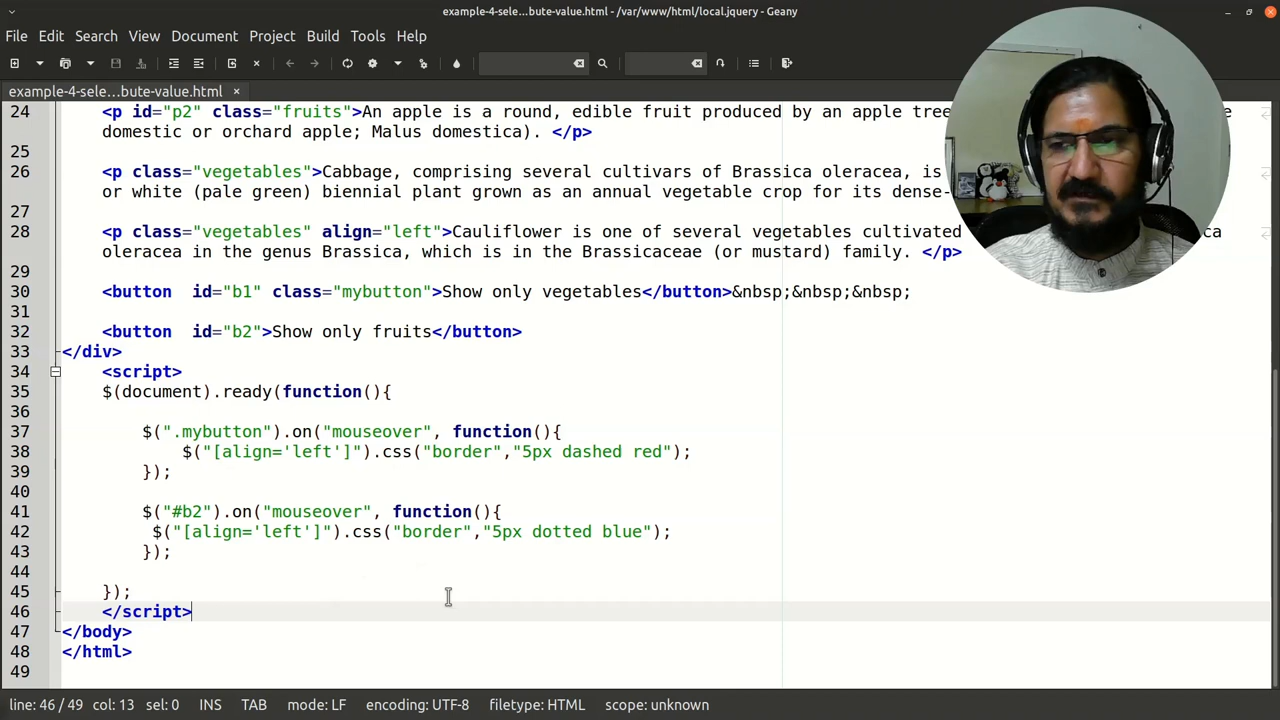 example-4-sele...bute-value.html - /var/www/html/local.jquery - Geany
File Edit Search View Document Project Build Tools Help
example-4-sele...bute-value.html ×
24 <p id="p2" class="fruits">An apple is a round, edible fruit produced by an apple tree
domestic or orchard apple; Malus domestica). </p>
25
26 <p class="vegetables">Cabbage, comprising several cultivars of Brassica oleracea, is
or white (pale green) biennial plant grown as an annual vegetable crop for its dense-
27
28 <p class="vegetables" align="left">Cauliflower is one of several vegetables cultivated
oleracea in the genus Brassica, which is in the Brassicaceae (or mustard) family. </p>
29
30 <button  id="b1" class="mybutton">Show only vegetables</button>&nbsp;&nbsp;&nbsp;
31
32 <button  id="b2">Show only fruits</button>
33 </div>
34 <script>
35 $(document).ready(function(){
36
37 $(".mybutton").on("mouseover", function(){
38 $("[align='left']").css("border","5px dashed red");
39 });
40
41 $("#b2").on("mouseover", function(){
42 $("[align='left']").css("border","5px dotted blue");
43 });
44
45 });
46 </script>
47 </body>
48 </html>
49
line: 46 / 49 col: 13 sel: 0 INS TAB mode: LF encoding: UTF-8 filetype: HTML scope: unknown